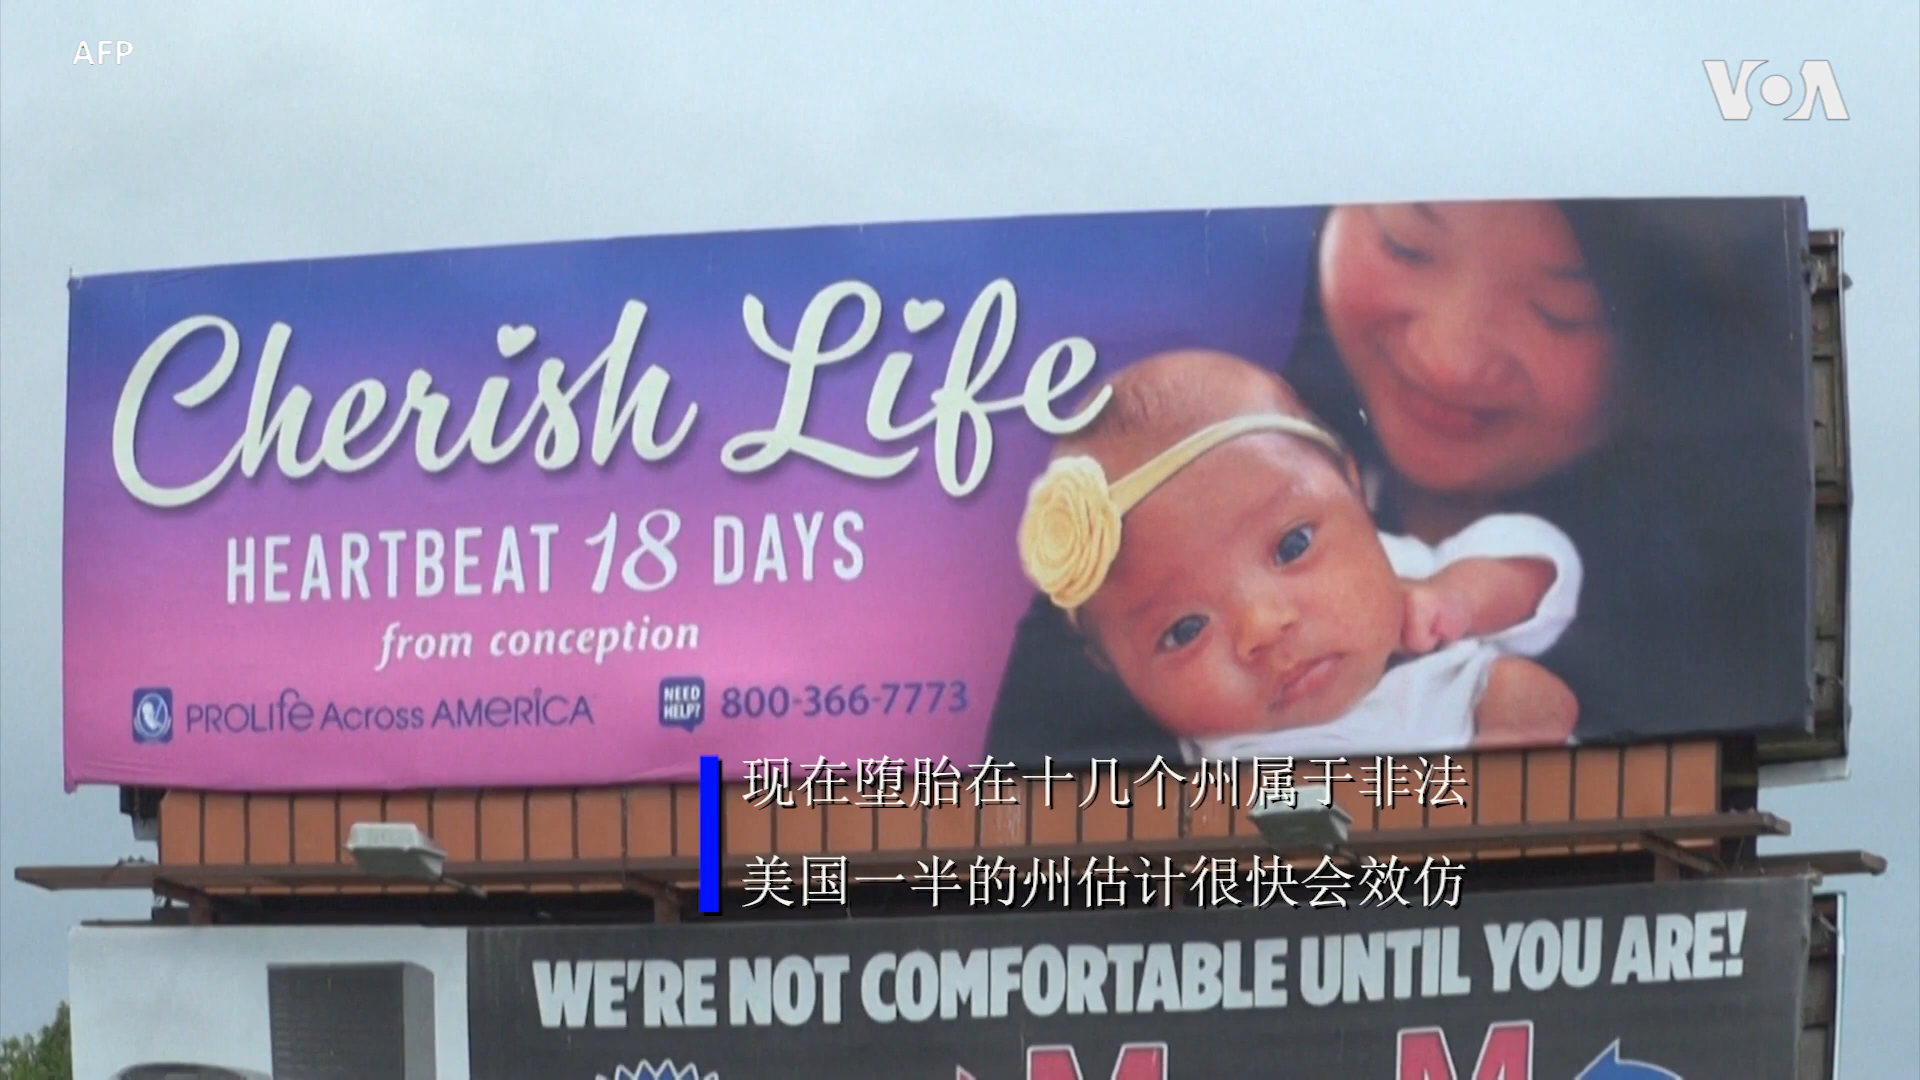 AFP
VOA
Cherish Life
HEARTBEAT 18 DAYS
from conception
PROLIFE Across AMERICA
NEED HELP?
800-366-7773
现在堕胎在十几个州属于非法
美国一半的州估计很快会效仿
WE'RE NOT COMFORTABLE UNTIL YOU ARE!
M M